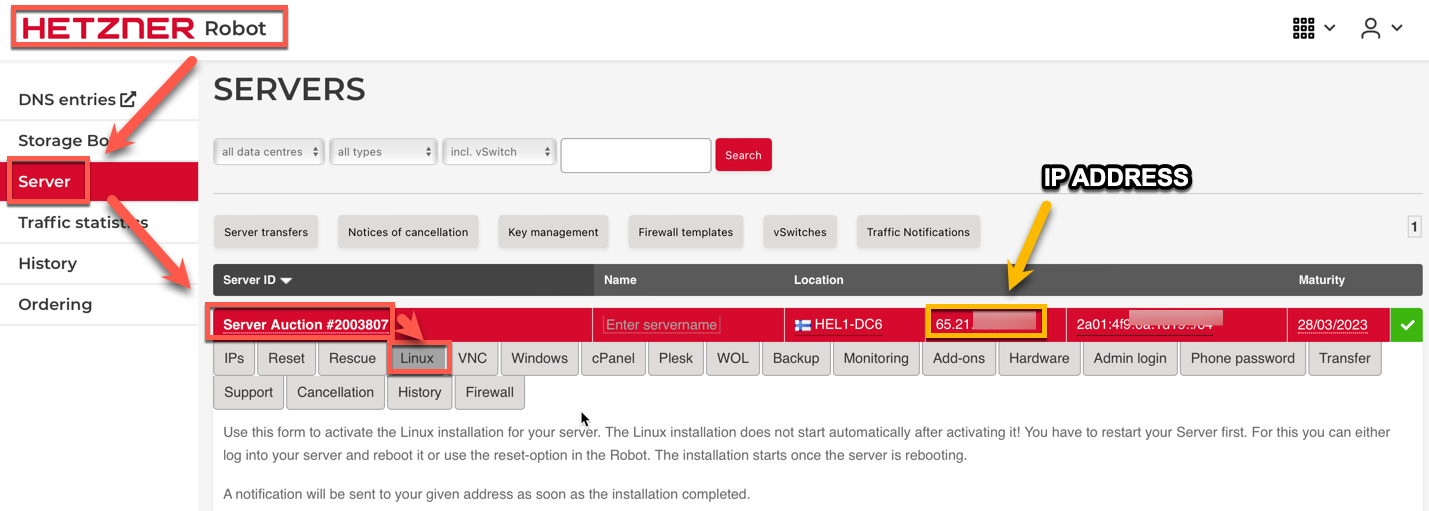 HETZNER Robot
DNS entries
Storage Bo
Server
Traffic statistics
History
Ordering
SERVERS
all data centres all types incl. vSwitch Search
IP ADDRESS
Server transfers Notices of cancellation Key management Firewall templates vSwitches Traffic Notifications 1
Server ID Name Location Maturity
Server Auction #2003807 Enter servername HEL1-DC6 65.21. 28/03/2023
IPs Reset Rescue Linux VNC Windows cPanel Plesk WOL Backup Monitoring Add-ons Hardware Admin login Phone password Transfer
Support Cancellation History Firewall
Use this form to activate the Linux installation for your server. The Linux installation does not start automatically after activating it! You have to restart your Server first. For this you can either
log into your server and reboot it or use the reset-option in the Robot. The installation starts once the server is rebooting.
A notification will be sent to your given address as soon as the installation completed.